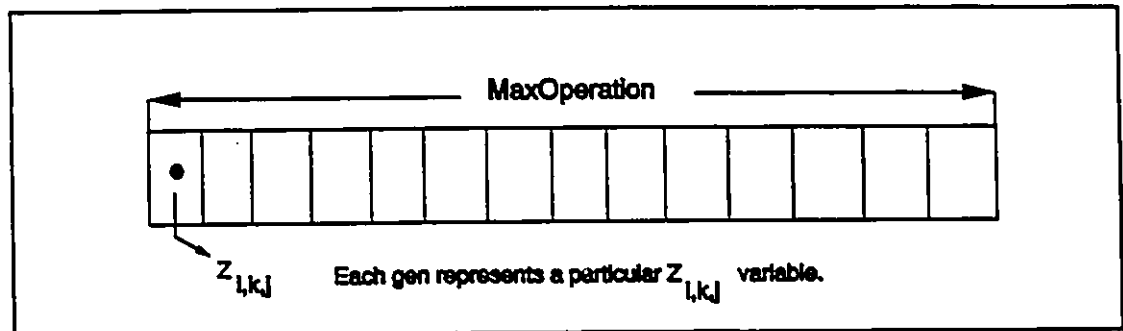 MaxOperation
Z i,k,j
Each gen represents a particular Z i,k,j variable.